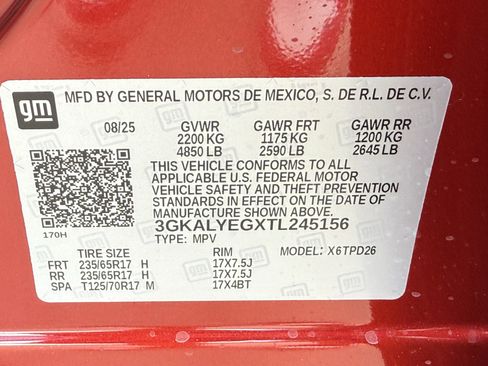 gm
MFD BY GENERAL MOTORS DE MEXICO, S. DE R.L. DE C.V.
08/25 GVWR GAWR FRT GAWR RR
2200 KG 1175 KG 1200 KG
4850 LB 2590 LB 2645 LB
THIS VEHICLE CONFORMS TO ALL
APPLICABLE U.S. FEDERAL MOTOR
VEHICLE SAFETY AND THEFT PREVENTION
STANDARDS IN EFFECT ON THE DATE OF
MANUFACTURE SHOWN ABOVE.
170H
3GKALYEGXTL245156
TYPE: MPV MODEL: X6TPD26
TIRE SIZE RIM
FRT 235/65R17 H 17X7.5J
RR 235/65R17 H 17X7.5J
SPA T125/70R17 M 17X4BT